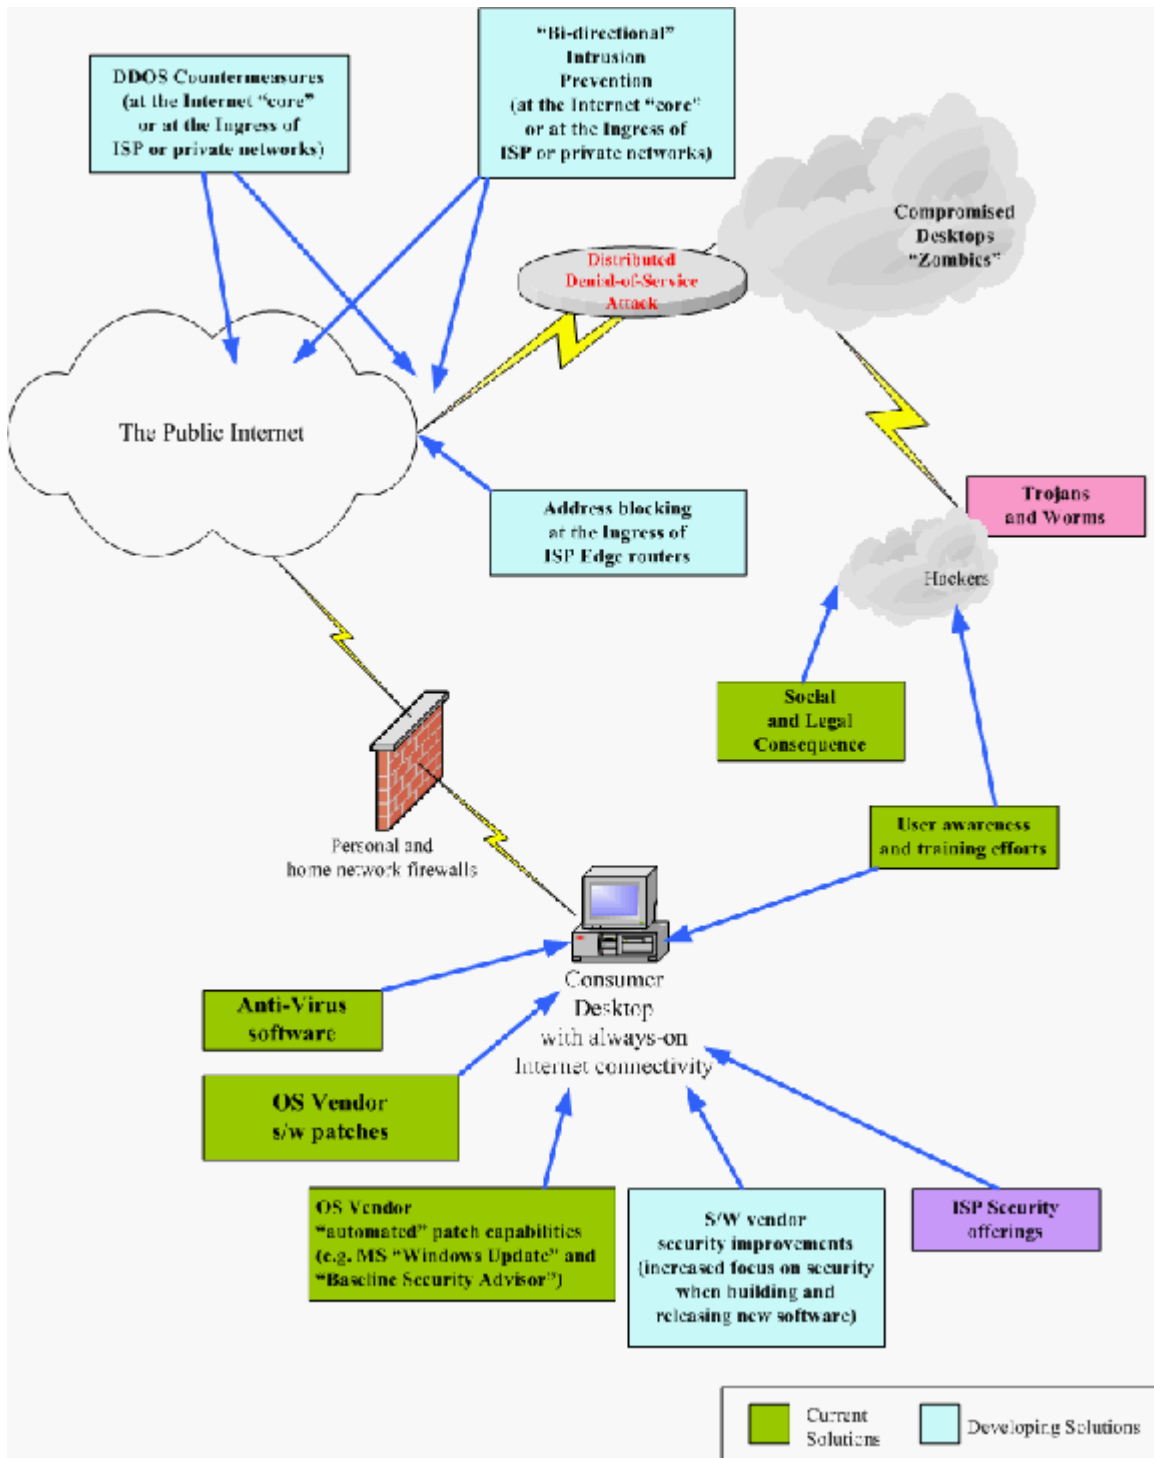 “Bi-directional”
Intrusion
Prevention
(at the Internet “core”
or at the Ingress of
ISP or private networks)
DDOS Countermeasures
(at the Internet “core”
or at the Ingress of
ISP or private networks)
Compromised
Desktops
“Zombies”
Distributed
Denial-of-Service
Attack
The Public Internet
Address blocking
at the Ingress of
ISP Edge routers
Trojans
and Worms
Hackers
Social
and Legal
Consequence
User awareness
and training efforts
Personal and
home network firewalls
Consumer
Desktop
with always-on
Internet connectivity
Anti-Virus
software
OS Vendor
s/w patches
OS Vendor
“automated” patch capabilities
(e.g. MS “Windows Update” and
“Baseline Security Advisor”)
S/W vendor
security improvements
(increased focus on security
when building and
releasing new software)
ISP Security
offerings
Current
Solutions
Developing Solutions